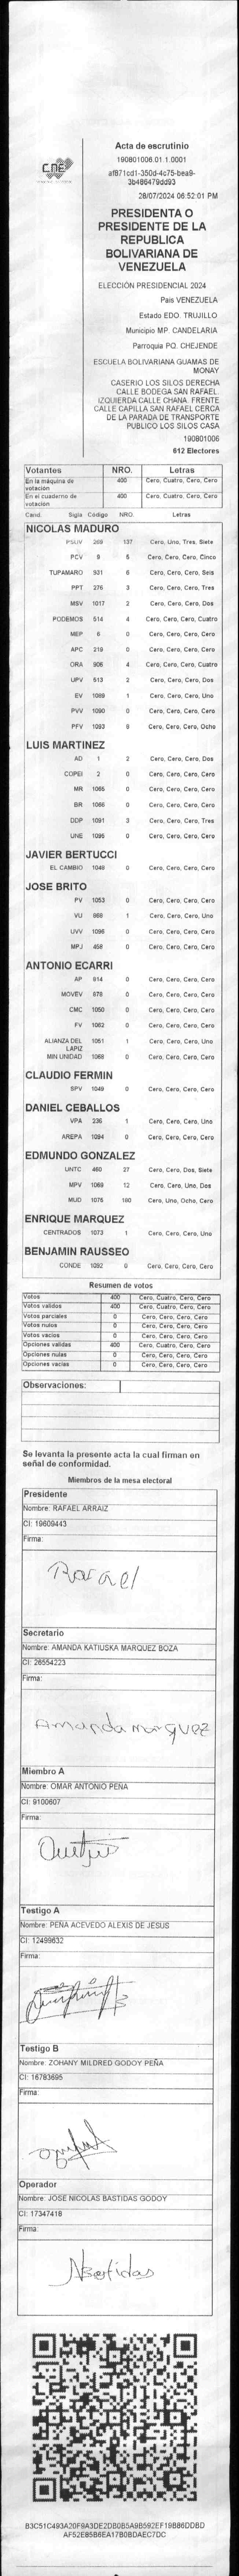 CNE
Acta de escrutinio
190801006.01.1.0001
af871cd1-350d-4c75-bea9-
3b486479dd93
28/07/2024 06:52:01 PM
PRESIDENTA O
PRESIDENTE DE LA
REPUBLICA
BOLIVARIANA DE
VENEZUELA
ELECCIÓN PRESIDENCIAL 2024
País VENEZUELA
Estado EDO. TRUJILLO
Municipio MP. CANDELARIA
Parroquia PQ. CHEJENDE
ESCUELA BOLIVARIANA GUAMAS DE
MONAY
CASERIO LOS SILOS DERECHA
CALLE BODEGA SAN RAFAEL.
IZQUIERDA CALLE CHANA. FRENTE
CALLE CAPILLA SAN RAFAEL CERCA
DE LA PARADA DE TRANSPORTE
PUBLICO LOS SILOS CASA
190801006
612 Electores
Votantes NRO. Letras
En la máquina de votación 400 Cero, Cuatro, Cero, Cero
En el cuaderno de votación 400 Cero, Cuatro, Cero, Cero
Cand. Sigla Código NRO. Letras
NICOLAS MADURO
PSUV 269 137 Cero, Uno, Tres, Siete
PCV 9 5 Cero, Cero, Cero, Cinco
TUPAMARO 931 6 Cero, Cero, Cero, Seis
PPT 276 3 Cero, Cero, Cero, Tres
MSV 1017 2 Cero, Cero, Cero, Dos
PODEMOS 514 4 Cero, Cero, Cero, Cuatro
MEP 6 0 Cero, Cero, Cero, Cero
APC 219 0 Cero, Cero, Cero, Cero
ORA 906 4 Cero, Cero, Cero, Cuatro
UPV 513 2 Cero, Cero, Cero, Dos
EV 1089 1 Cero, Cero, Cero, Uno
PVV 1090 0 Cero, Cero, Cero, Cero
PFV 1093 8 Cero, Cero, Cero, Ocho
LUIS MARTINEZ
AD 1 2 Cero, Cero, Cero, Dos
COPEI 2 0 Cero, Cero, Cero, Cero
MR 1065 0 Cero, Cero, Cero, Cero
BR 1066 0 Cero, Cero, Cero, Cero
DDP 1091 3 Cero, Cero, Cero, Tres
UNE 1095 0 Cero, Cero, Cero, Cero
JAVIER BERTUCCI
EL CAMBIO 1048 0 Cero, Cero, Cero, Cero
JOSE BRITO
PV 1053 0 Cero, Cero, Cero, Cero
VU 868 1 Cero, Cero, Cero, Uno
UVV 1096 0 Cero, Cero, Cero, Cero
MPJ 458 0 Cero, Cero, Cero, Cero
ANTONIO ECARRI
AP 814 0 Cero, Cero, Cero, Cero
MOVEV 878 0 Cero, Cero, Cero, Cero
CMC 1050 0 Cero, Cero, Cero, Cero
FV 1062 0 Cero, Cero, Cero, Cero
ALIANZA DEL LAPIZ 1051 1 Cero, Cero, Cero, Uno
MIN UNIDAD 1068 0 Cero, Cero, Cero, Cero
CLAUDIO FERMIN
SPV 1049 0 Cero, Cero, Cero, Cero
DANIEL CEBALLOS
VPA 236 1 Cero, Cero, Cero, Uno
AREPA 1094 0 Cero, Cero, Cero, Cero
EDMUNDO GONZALEZ
UNTC 460 27 Cero, Cero, Dos, Siete
MPV 1069 12 Cero, Cero, Uno, Dos
MUD 1075 180 Cero, Uno, Ocho, Cero
ENRIQUE MARQUEZ
CENTRADOS 1073 1 Cero, Cero, Cero, Uno
BENJAMIN RAUSSEO
CONDE 1092 0 Cero, Cero, Cero, Cero
Resumen de votos
Votos 400 Cero, Cuatro, Cero, Cero
Votos validos 400 Cero, Cuatro, Cero, Cero
Votos parciales 0 Cero, Cero, Cero, Cero
Votos nulos 0 Cero, Cero, Cero, Cero
Votos vacios 0 Cero, Cero, Cero, Cero
Opciones validas 400 Cero, Cuatro, Cero, Cero
Opciones nulas 0 Cero, Cero, Cero, Cero
Opciones vacias 0 Cero, Cero, Cero, Cero
Observaciones:
Se levanta la presente acta la cual firman en
señal de conformidad.
Miembros de la mesa electoral
Presidente
Nombre: RAFAEL ARRAIZ
CI: 19609443
Firma:
Rafael
Secretario
Nombre: AMANDA KATIUSKA MARQUEZ BOZA
CI: 26554223
Firma:
Amanda marquez
Miembro A
Nombre: OMAR ANTONIO PEÑA
CI: 9100607
Firma:
Testigo A
Nombre: PEÑA ACEVEDO ALEXIS DE JESUS
CI: 12499632
Firma:
Testigo B
Nombre: ZOHANY MILDRED GODOY PEÑA
CI: 16783695
Firma:
Operador
Nombre: JOSE NICOLAS BASTIDAS GODOY
CI: 17347418
Firma:
NBastidas
B3C51C493A20F9A3DE2DB0B5A9B592EF19B86DDBD
AF52E85B6EA17B0BDAEC7DC